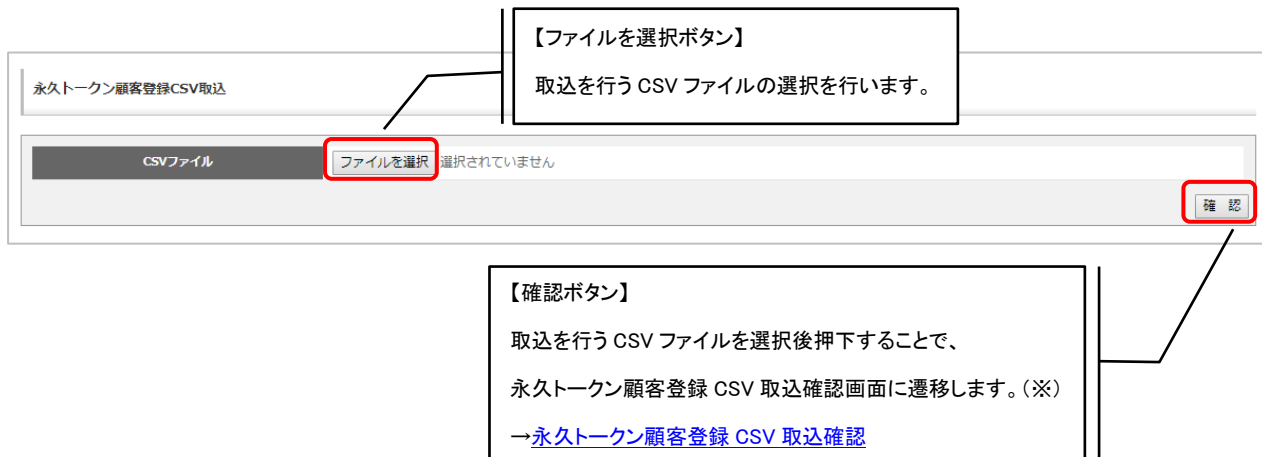 【ファイルを選択ボタン】
取込を行う CSV ファイルの選択を行います。
永久トークン顧客登録CSV取込
CSVファイル
ファイルを選択 選択されていません
確 認
【確認ボタン】
取込を行う CSV ファイルを選択後押下することで、
永久トークン顧客登録 CSV 取込確認画面に遷移します。(※)
→永久トークン顧客登録 CSV 取込確認